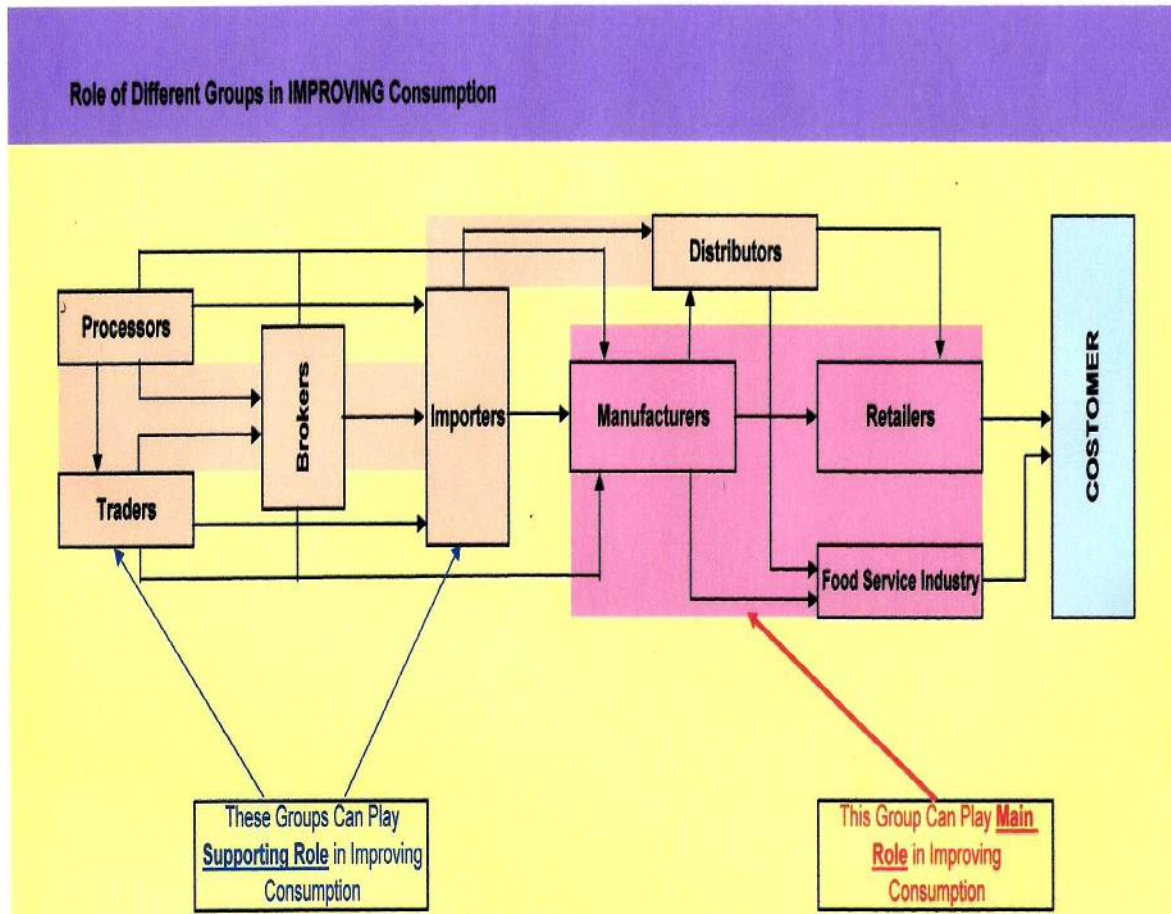 Role of Different Groups in IMPROVING Consumption
Distributors
Processors
Brokers
Importers
Manufacturers
Retailers
COSTOMER
Traders
Food Service Industry
These Groups Can Play
Supporting Role in Improving
Consumption
This Group Can Play Main
Role in Improving
Consumption